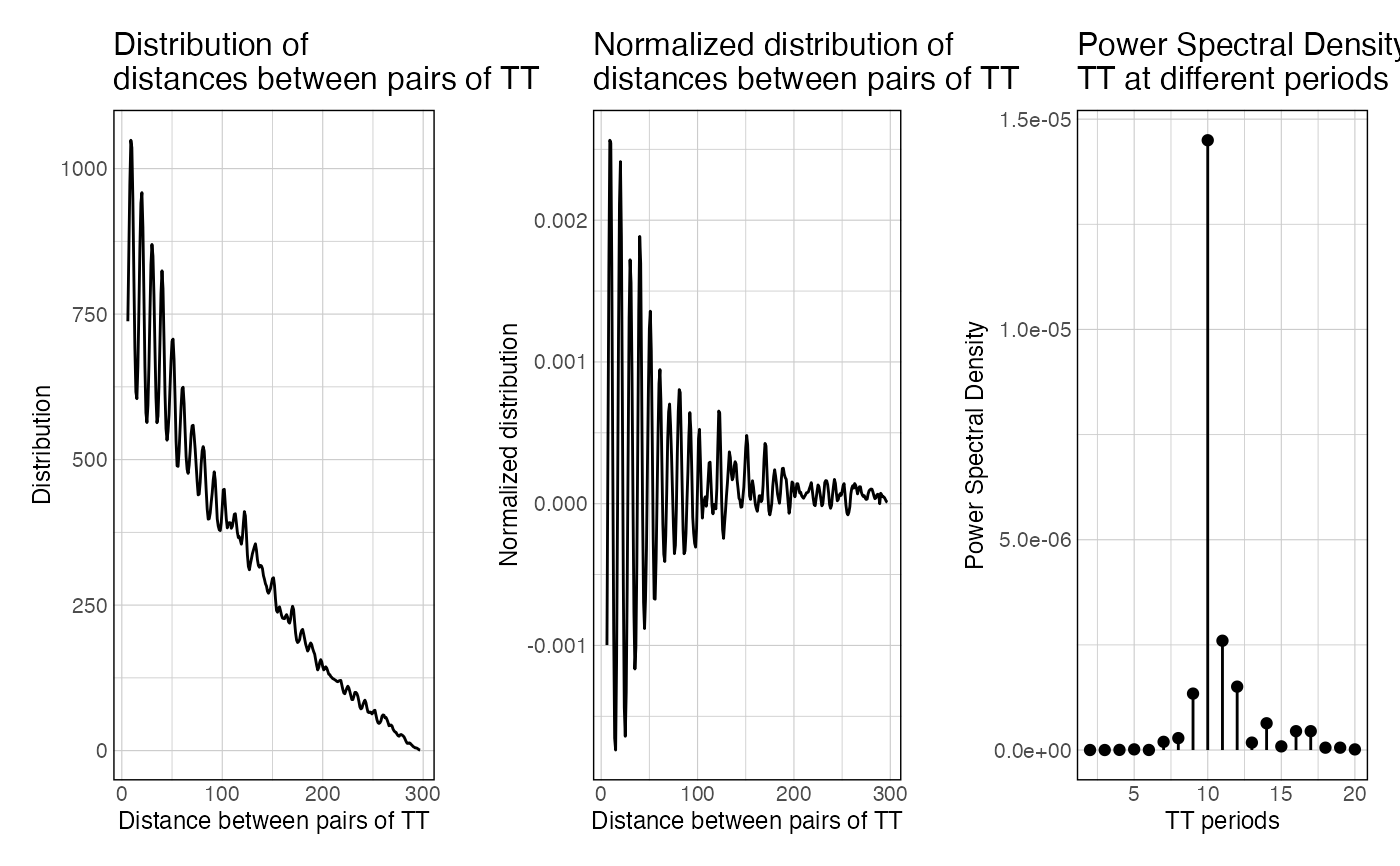 Distribution of
distances between pairs of TT
1000
750
500
250
0
Distribution
0 100 200 300
Distance between pairs of TT
Normalized distribution of
distances between pairs of TT
0.002
0.001
0.000
-0.001
Normalized distribution
0 100 200 300
Distance between pairs of TT
Power Spectral Density
TT at different periods
1.5e-05
1.0e-05
5.0e-06
0.0e+00
Power Spectral Density
5 10 15 20
TT periods